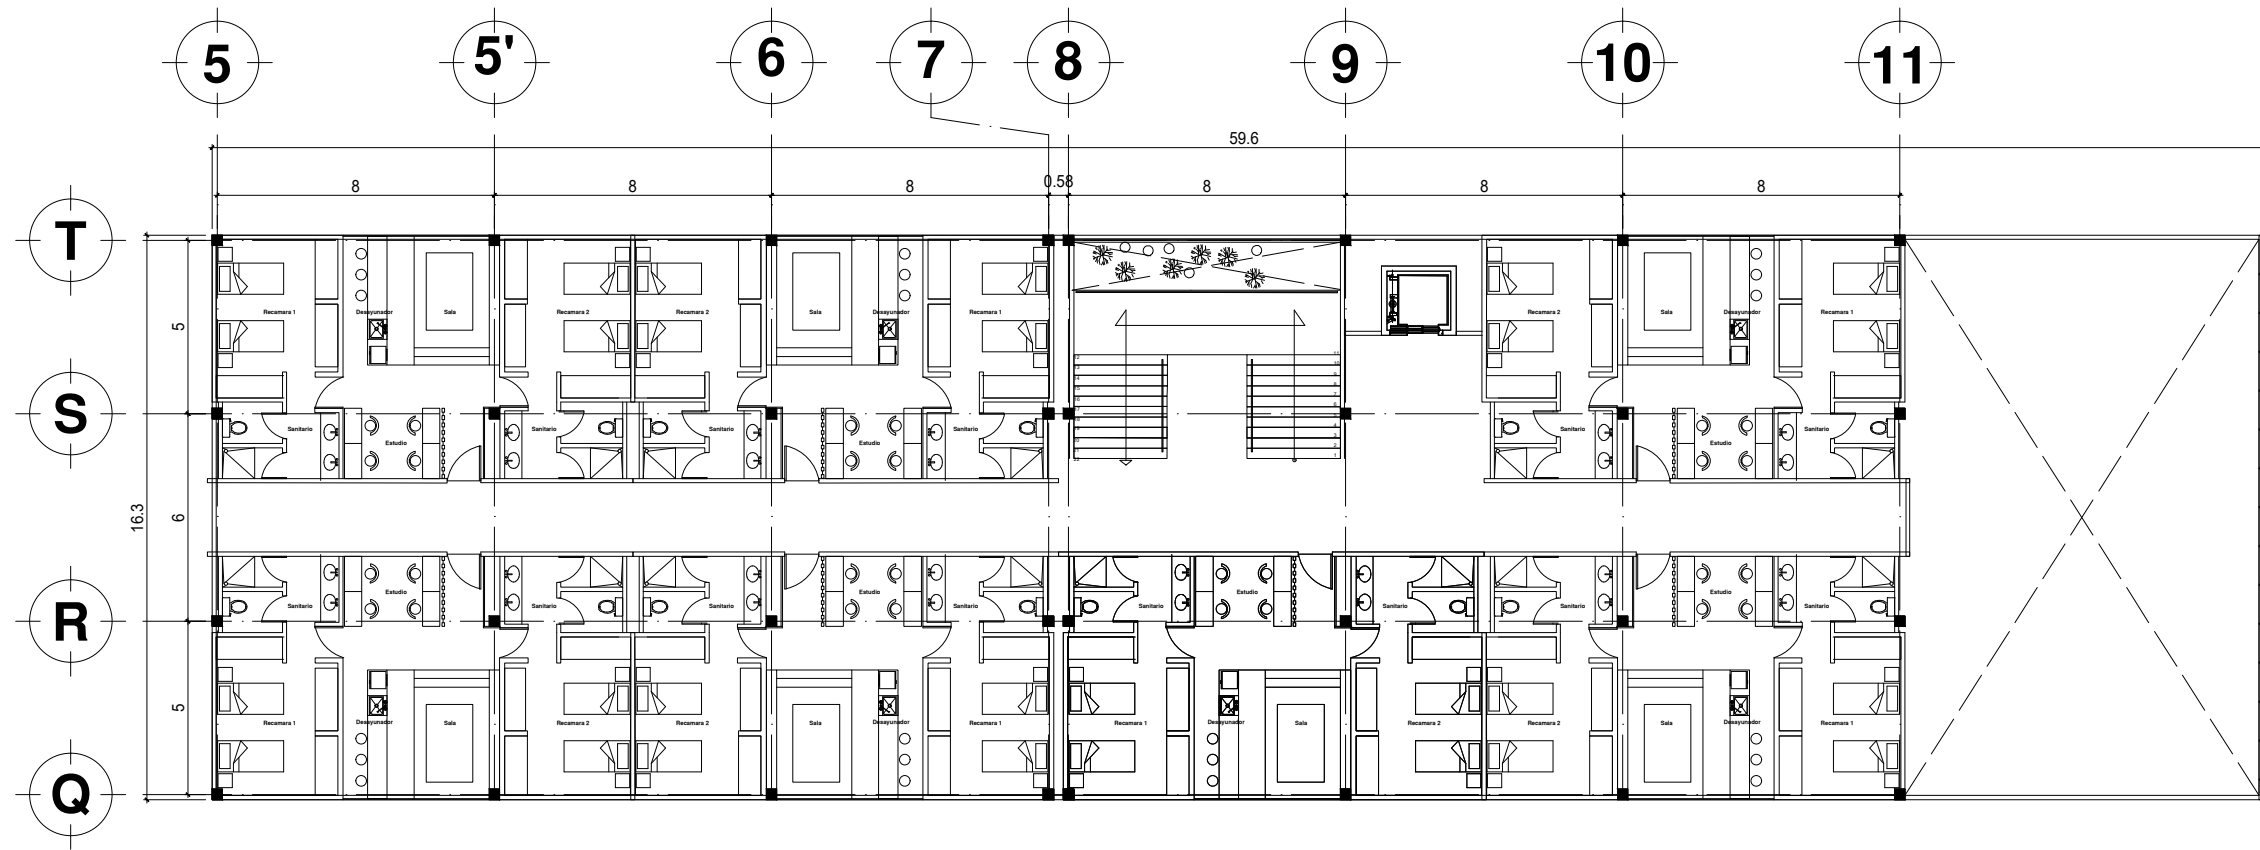 5 5' 6 7 8 9 10 11
59.6
8 8 8 0.58 8 8 8
T
5
Recamara 1 Desayunador Sala Recamara 2 Recamara 2 Sala Desayunador Recamara 1 Recamara 2 Sala Desayunador Recamara 1
S
Sanitario Estudio Sanitario Sanitario Estudio Sanitario Sanitario Estudio Sanitario
16.3
6
Estudio Estudio Estudio Estudio
R
Sanitario Sanitario Sanitario Sanitario Sanitario Sanitario Sanitario Sanitario
5
Recamara 1 Desayunador Sala Recamara 2 Recamara 2 Sala Desayunador Recamara 1 Recamara 1 Desayunador Sala Recamara 2 Recamara 2 Sala Desayunador Recamara 1
Q